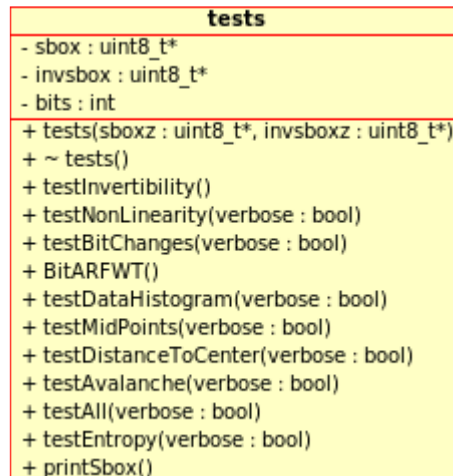 tests
- sbox : uint8_t*
- invsbox : uint8_t*
- bits : int
+ tests(sboxz : uint8_t*, invsboxz : uint8_t*)
+ ~ tests()
+ testInvertibility()
+ testNonLinearity(verbose : bool)
+ testBitChanges(verbose : bool)
+ BitARFWT()
+ testDataHistogram(verbose : bool)
+ testMidPoints(verbose : bool)
+ testDistanceToCenter(verbose : bool)
+ testAvalanche(verbose : bool)
+ testAll(verbose : bool)
+ testEntropy(verbose : bool)
+ printSbox()